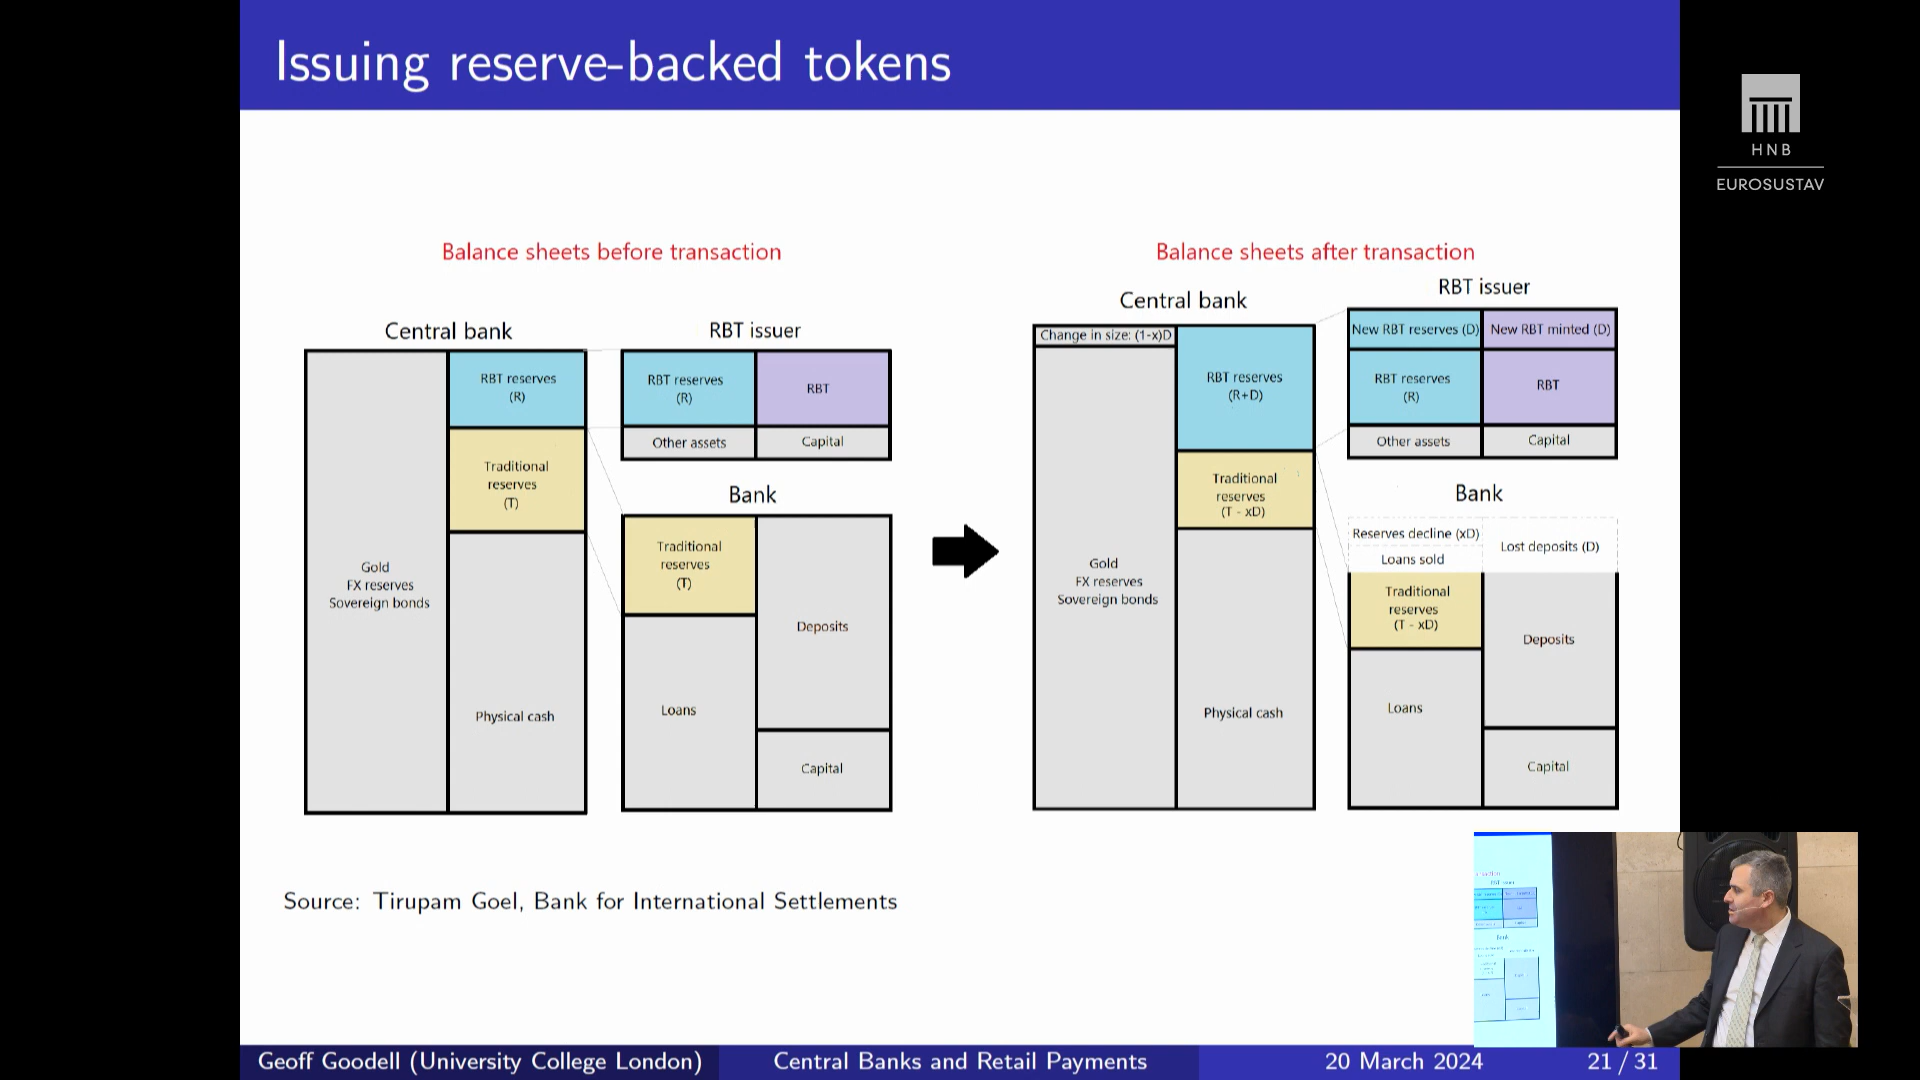 Issuing reserve-backed tokens
HNB
EUROSUSTAV
Balance sheets before transaction
Central bank
RBT issuer
RBT reserves
(R)
RBT reserves
(R)
RBT
Other assets
Capital
Traditional
reserves
(T)
Bank
Traditional
reserves
(T)
Deposits
Gold
FX reserves
Sovereign bonds
Physical cash
Loans
Capital
Balance sheets after transaction
Central bank
RBT issuer
Change in size: (1-x)D
RBT reserves
(R+D)
New RBT reserves (D)
New RBT minted (D)
RBT reserves
(R)
RBT
Other assets
Capital
Traditional
reserves
(T - xD)
Bank
Reserves decline (xD)
Lost deposits (D)
Loans sold
Traditional
reserves
(T - xD)
Deposits
Gold
FX reserves
Sovereign bonds
Physical cash
Loans
Capital
Source: Tirupam Goel, Bank for International Settlements
Geoff Goodell (University College London)
Central Banks and Retail Payments
20 March 2024
21 / 31